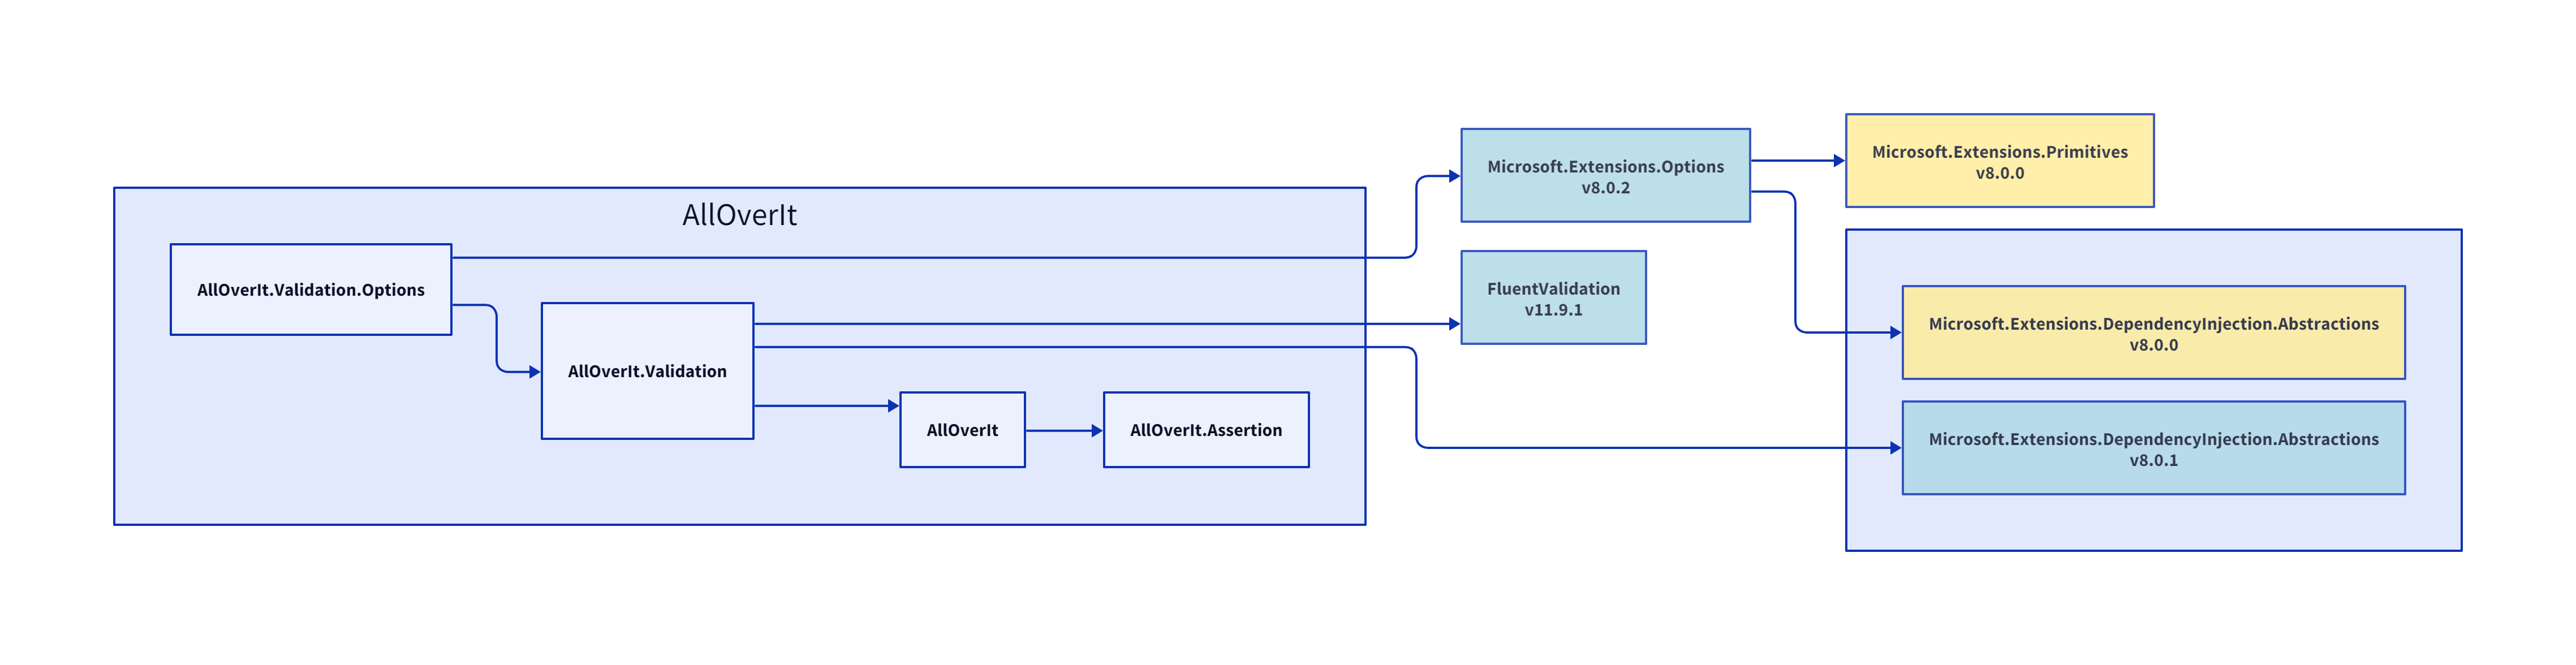 AllOverIt
AllOverIt.Validation.Options
AllOverIt.Validation
AllOverIt
AllOverIt.Assertion
Microsoft.Extensions.Options
v8.0.2
FluentValidation
v11.9.1
Microsoft.Extensions.Primitives
v8.0.0
Microsoft.Extensions.DependencyInjection.Abstractions
v8.0.0
Microsoft.Extensions.DependencyInjection.Abstractions
v8.0.1